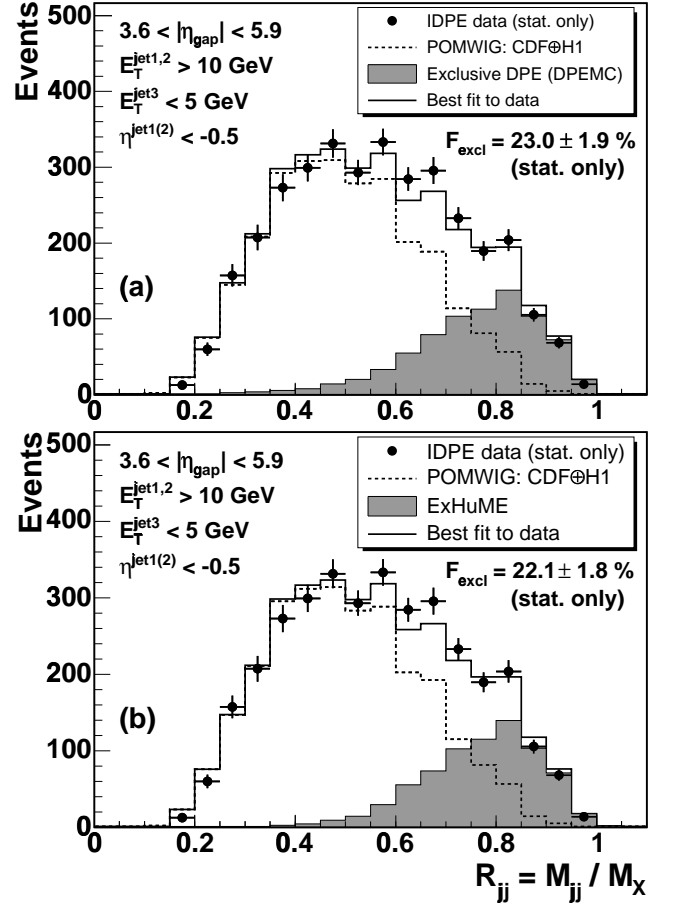 Events
500
400
300
200
100
0
3.6 < |η_gap| < 5.9
E_T^jet1,2 > 10 GeV
E_T^jet3 < 5 GeV
η^jet1(2) < -0.5
IDPE data (stat. only)
POMWIG: CDF⊕H1
Exclusive DPE (DPEMC)
Best fit to data
F_excl = 23.0 ± 1.9 %
(stat. only)
(a)
0 0.2 0.4 0.6 0.8 1
Events
500
400
300
200
100
0
3.6 < |η_gap| < 5.9
E_T^jet1,2 > 10 GeV
E_T^jet3 < 5 GeV
η^jet1(2) < -0.5
IDPE data (stat. only)
POMWIG: CDF⊕H1
ExHuME
Best fit to data
F_excl = 22.1 ± 1.8 %
(stat. only)
(b)
0 0.2 0.4 0.6 0.8 1
R_jj = M_jj / M_X